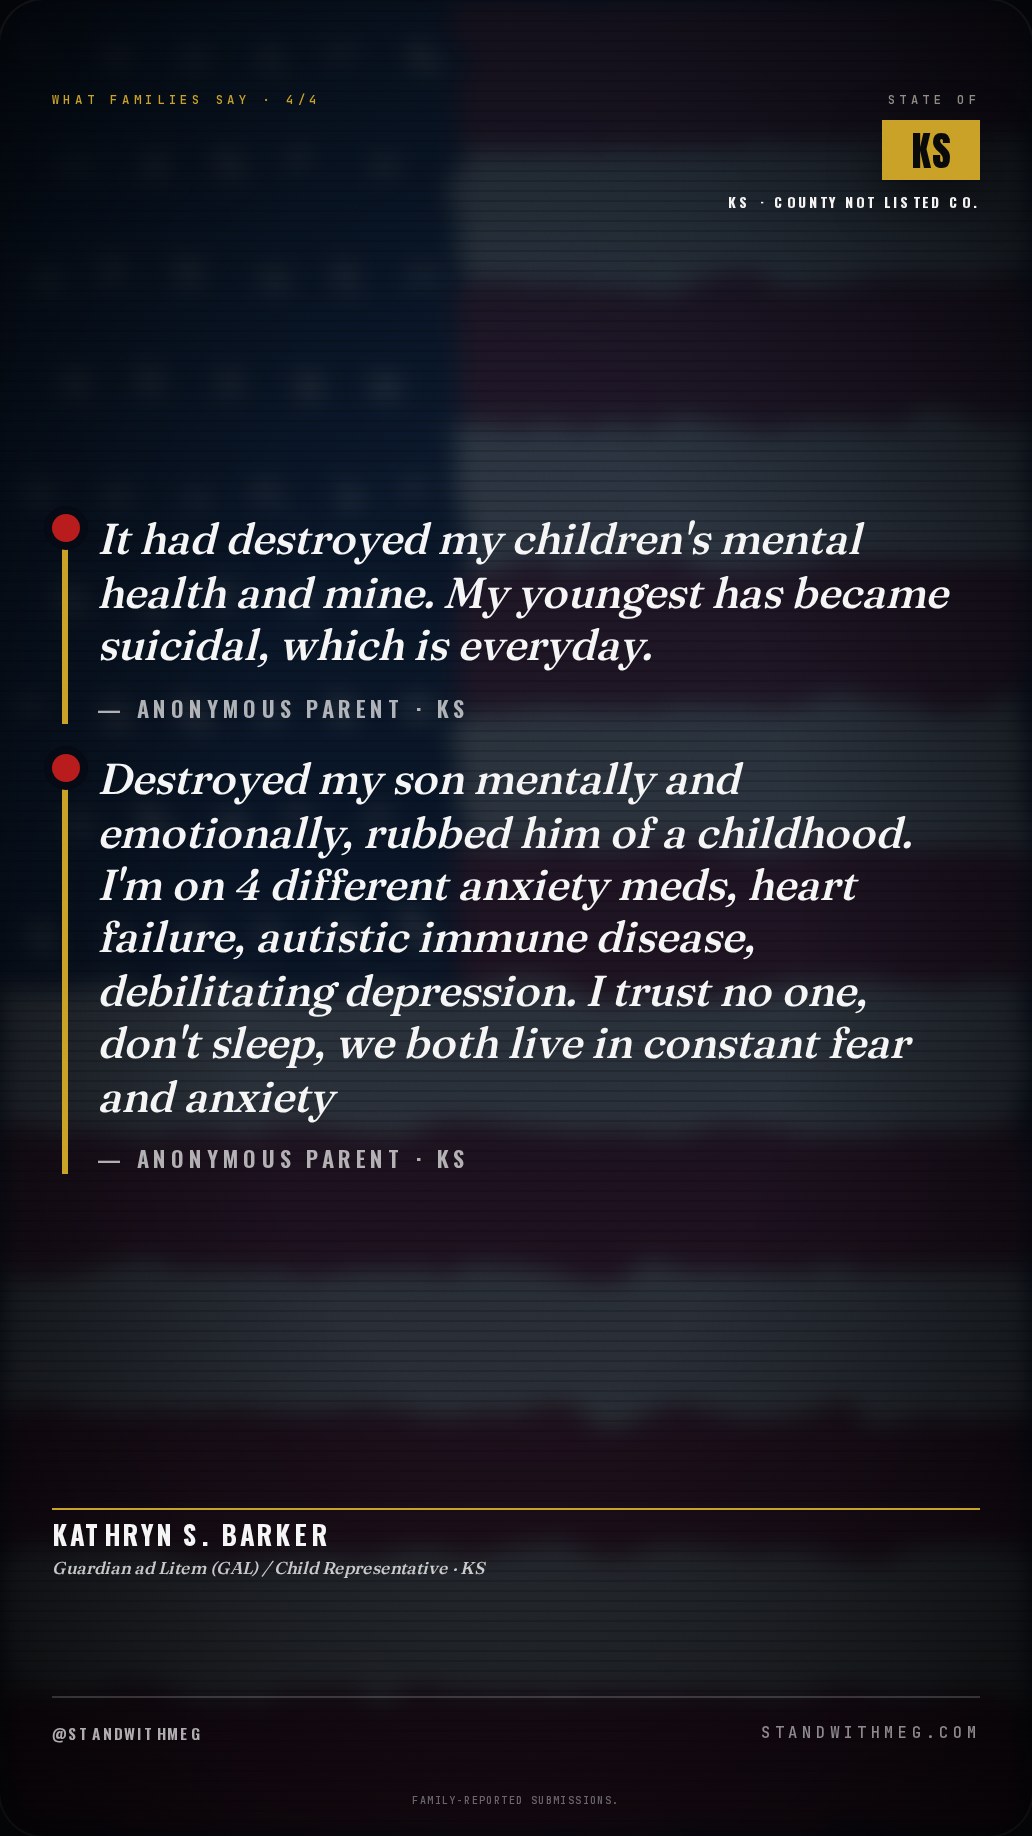 WHAT FAMILIES SAY · 4/4
STATE OF
KS
KS · COUNTY NOT LISTED CO.
It had destroyed my children's mental
health and mine. My youngest has became
suicidal, which is everyday.
— ANONYMOUS PARENT · KS
Destroyed my son mentally and
emotionally, rubbed him of a childhood.
I'm on 4 different anxiety meds, heart
failure, autistic immune disease,
debilitating depression. I trust no one,
don't sleep, we both live in constant fear
and anxiety
— ANONYMOUS PARENT · KS
KATHRYN S. BARKER
Guardian ad Litem (GAL) / Child Representative · KS
@STANDWITHMEG
STANDWITHMEG.COM
FAMILY-REPORTED SUBMISSIONS.